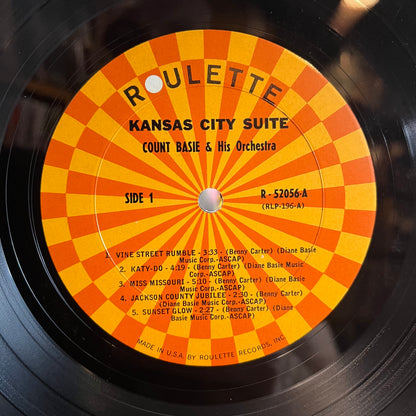 ROULETTE
KANSAS CITY SUITE
COUNT BASIE & His Orchestra
SIDE 1
R - 52056-A
(RLP-196-A)
1. VINE STREET RUMBLE - 3:33 - (Benny Carter) (Diane Basie
Music Corp.-ASCAP)
2. KATY-DO - 4:19 - (Benny Carter) (Diane Basie Music
Corp.-ASCAP)
3. MISS MISSOURI - 5:10 - (Benny Carter) (Diane Basie
Music Corp.-ASCAP)
4. JACKSON COUNTY JUBILEE - 2:30 - (Benny Carter)
(Diane Basie Music Corp.-ASCAP)
5. SUNSET GLOW - 2:27 - (Benny Carter) (Diane
Basie Music Corp.-ASCAP)
MADE IN U.S.A. BY ROULETTE RECORDS, INC.